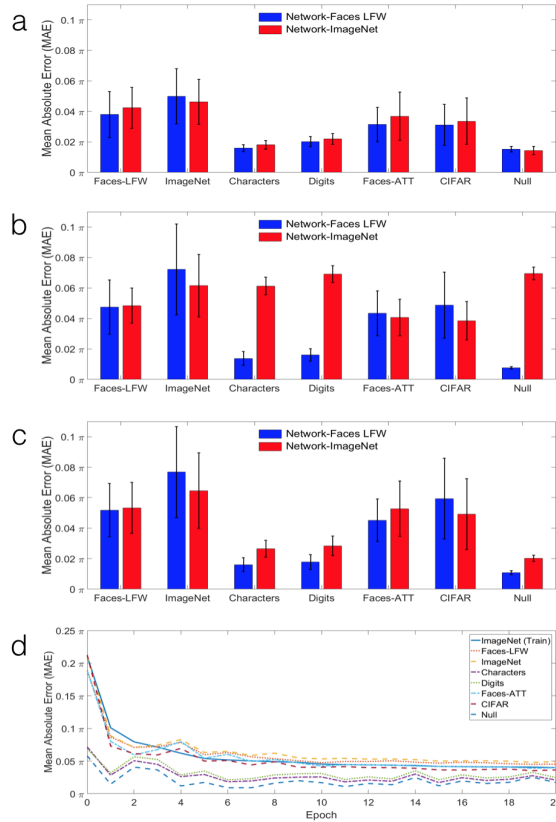 a
Mean Absolute Error (MAE)
0.1 π
0.08 π
0.06 π
0.04 π
0.02 π
0 π
Network-Faces LFW
Network-ImageNet
Faces-LFW ImageNet Characters Digits Faces-ATT CIFAR Null
b
Mean Absolute Error (MAE)
0.1 π
0.08 π
0.06 π
0.04 π
0.02 π
0 π
Network-Faces LFW
Network-ImageNet
Faces-LFW ImageNet Characters Digits Faces-ATT CIFAR Null
c
Mean Absolute Error (MAE)
0.1 π
0.08 π
0.06 π
0.04 π
0.02 π
0 π
Network-Faces LFW
Network-ImageNet
Faces-LFW ImageNet Characters Digits Faces-ATT CIFAR Null
d
Mean Absolute Error (MAE)
0.25 π
0.2 π
0.15 π
0.1 π
0.05 π
0 π
ImageNet (Train)
Faces-LFW
ImageNet
Characters
Digits
Faces-ATT
CIFAR
Null
0 2 4 6 8 10 12 14 16 18
Epoch